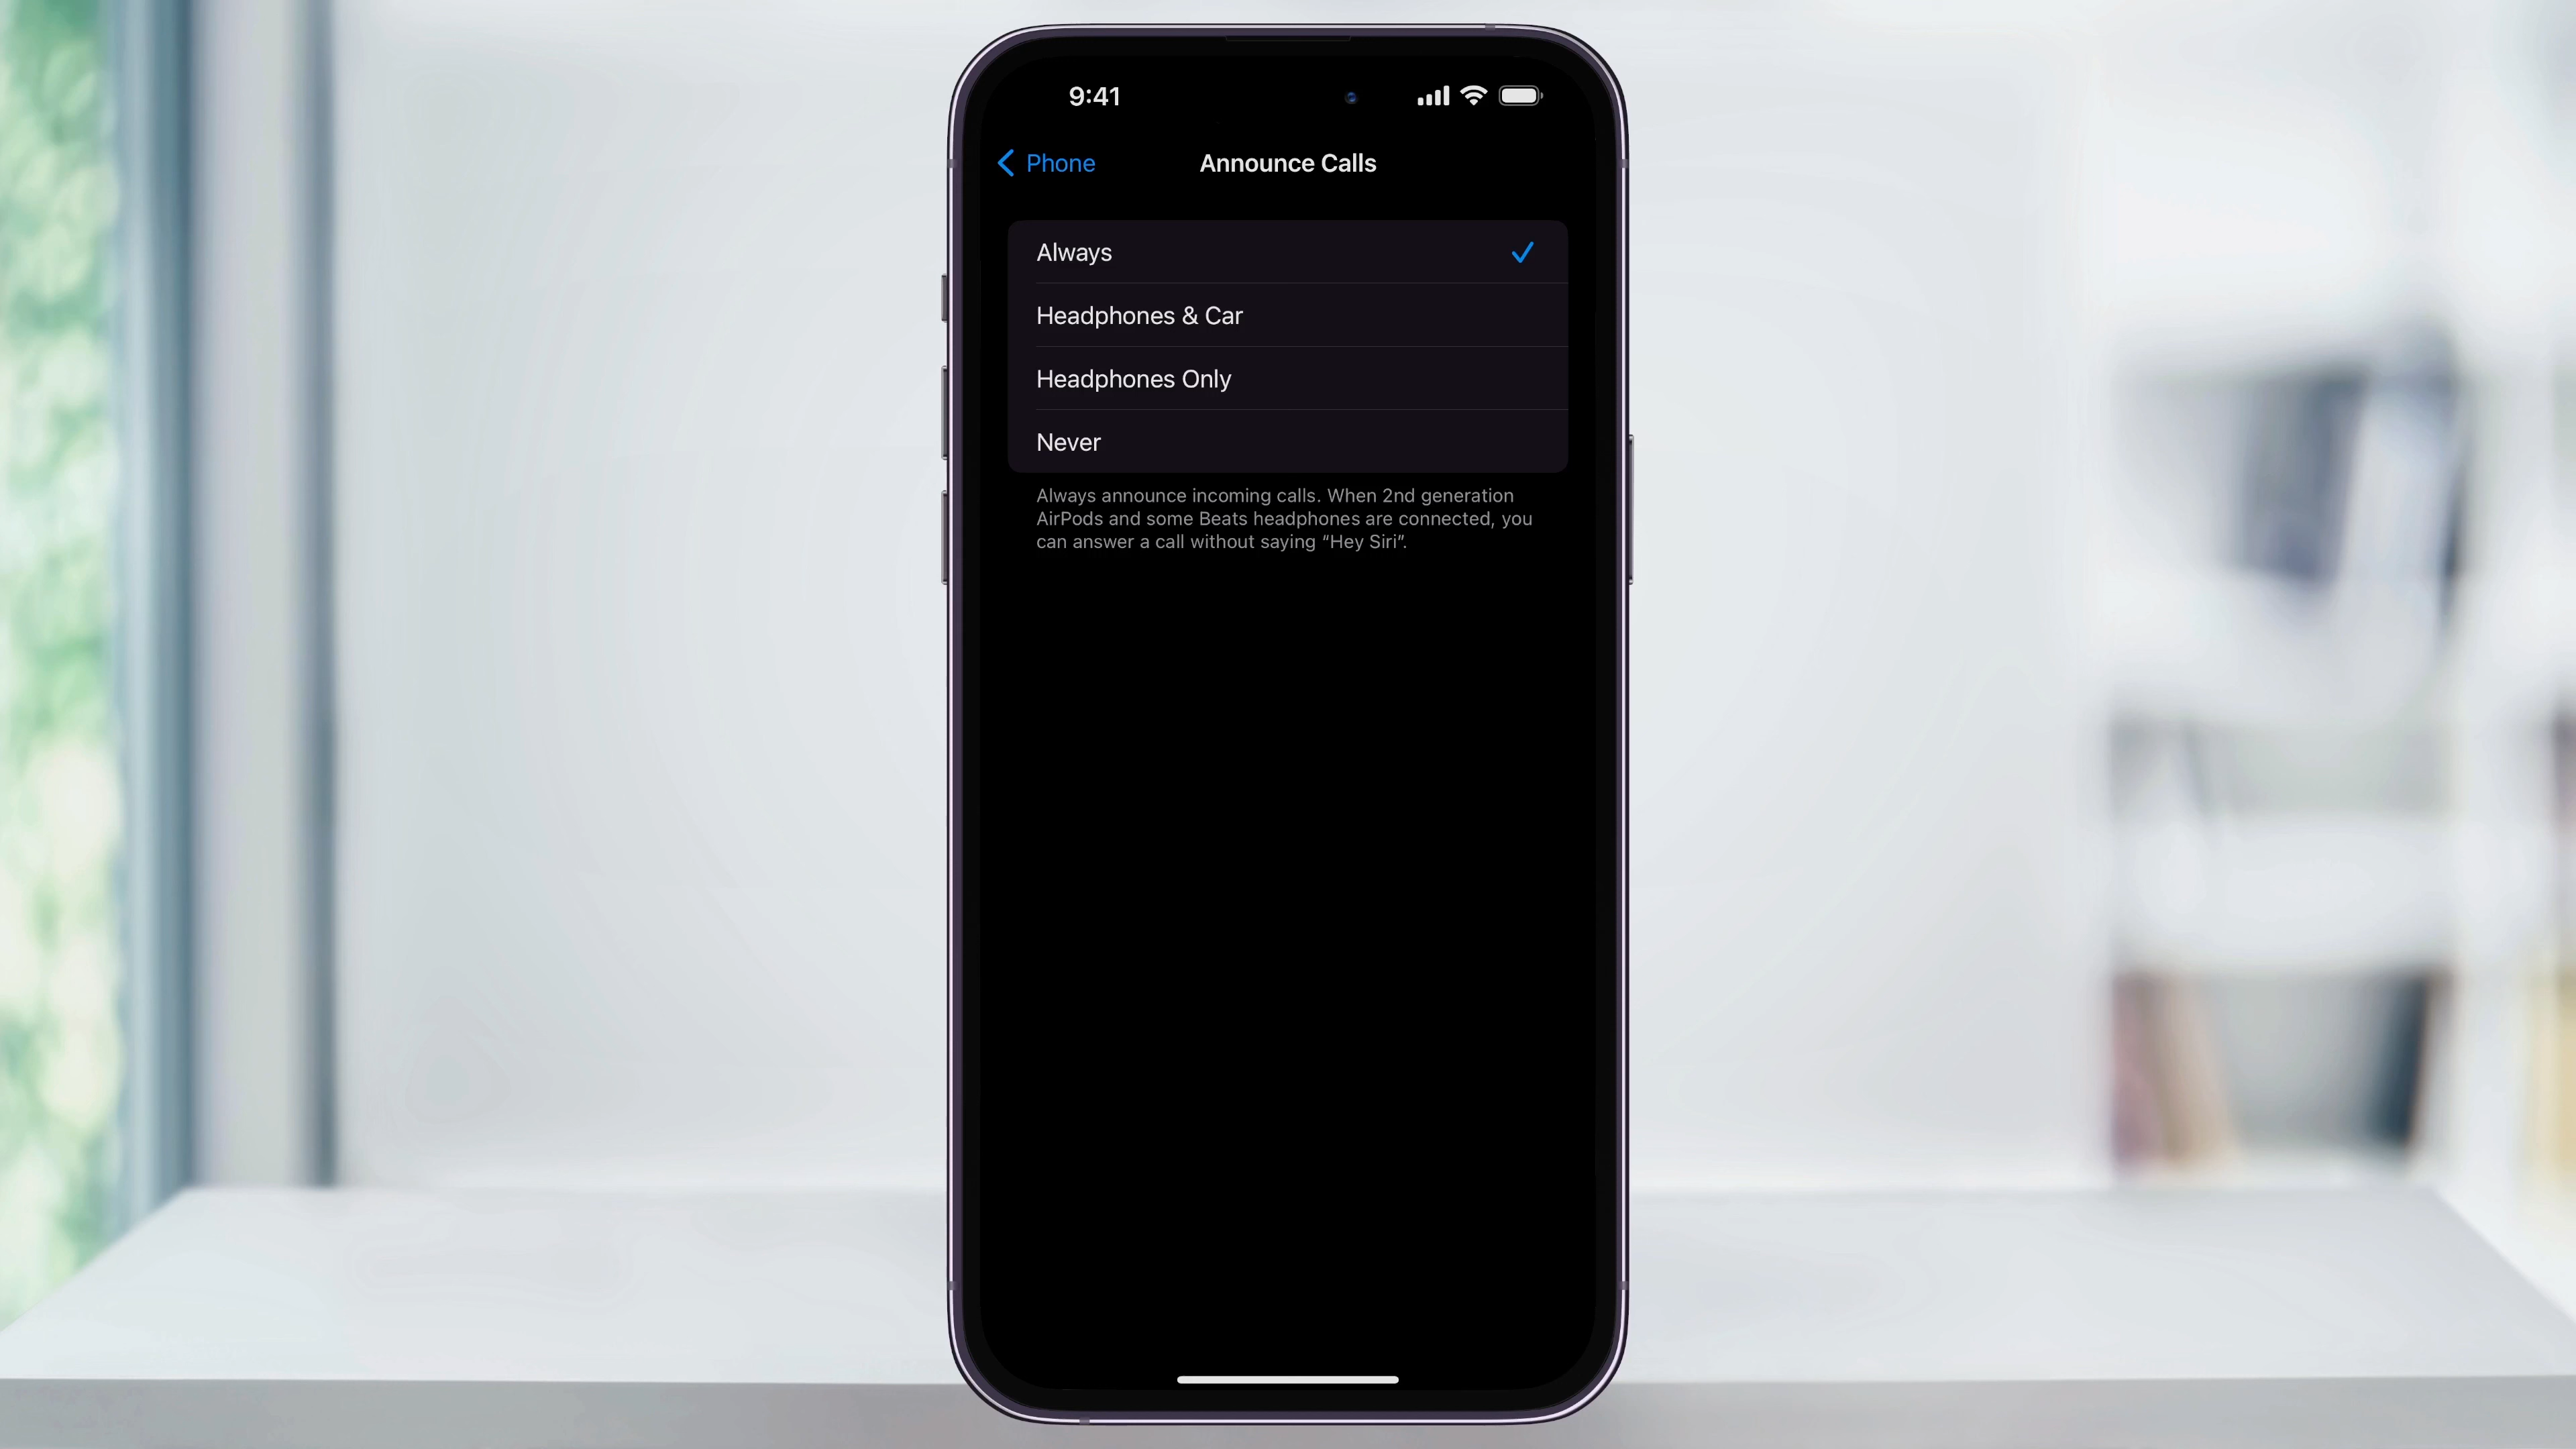 9:41
Phone
Announce Calls
Always
Headphones & Car
Headphones Only
Never
Always announce incoming calls. When 2nd generation
AirPods and some Beats headphones are connected, you
can answer a call without saying “Hey Siri”.